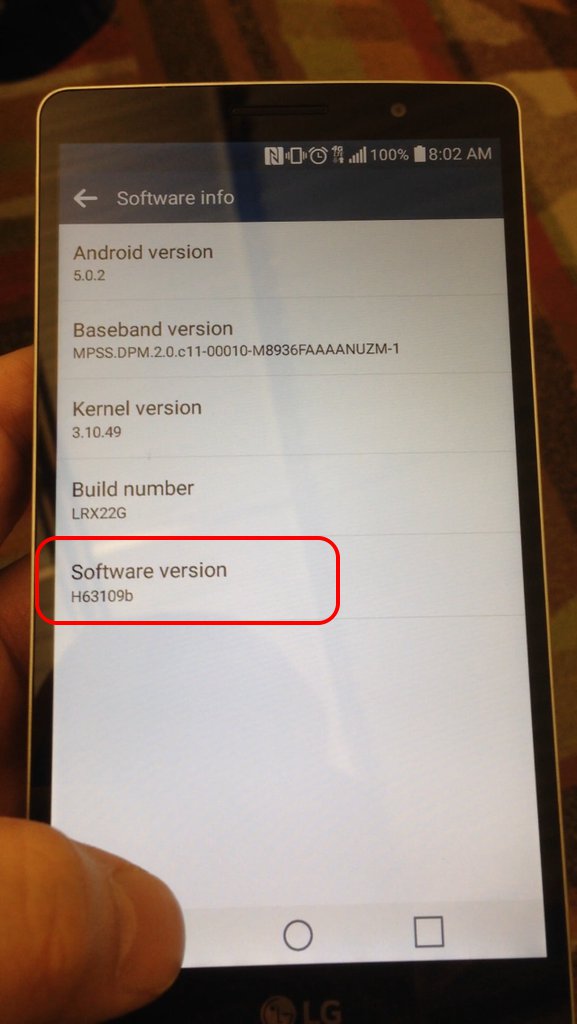 4G LTE 100% 8:02 AM
Software info
Android version
5.0.2
Baseband version
MPSS.DPM.2.0.c11-00010-M8936FAAAANUZM-1
Kernel version
3.10.49
Build number
LRX22G
Software version
H63109b
LG